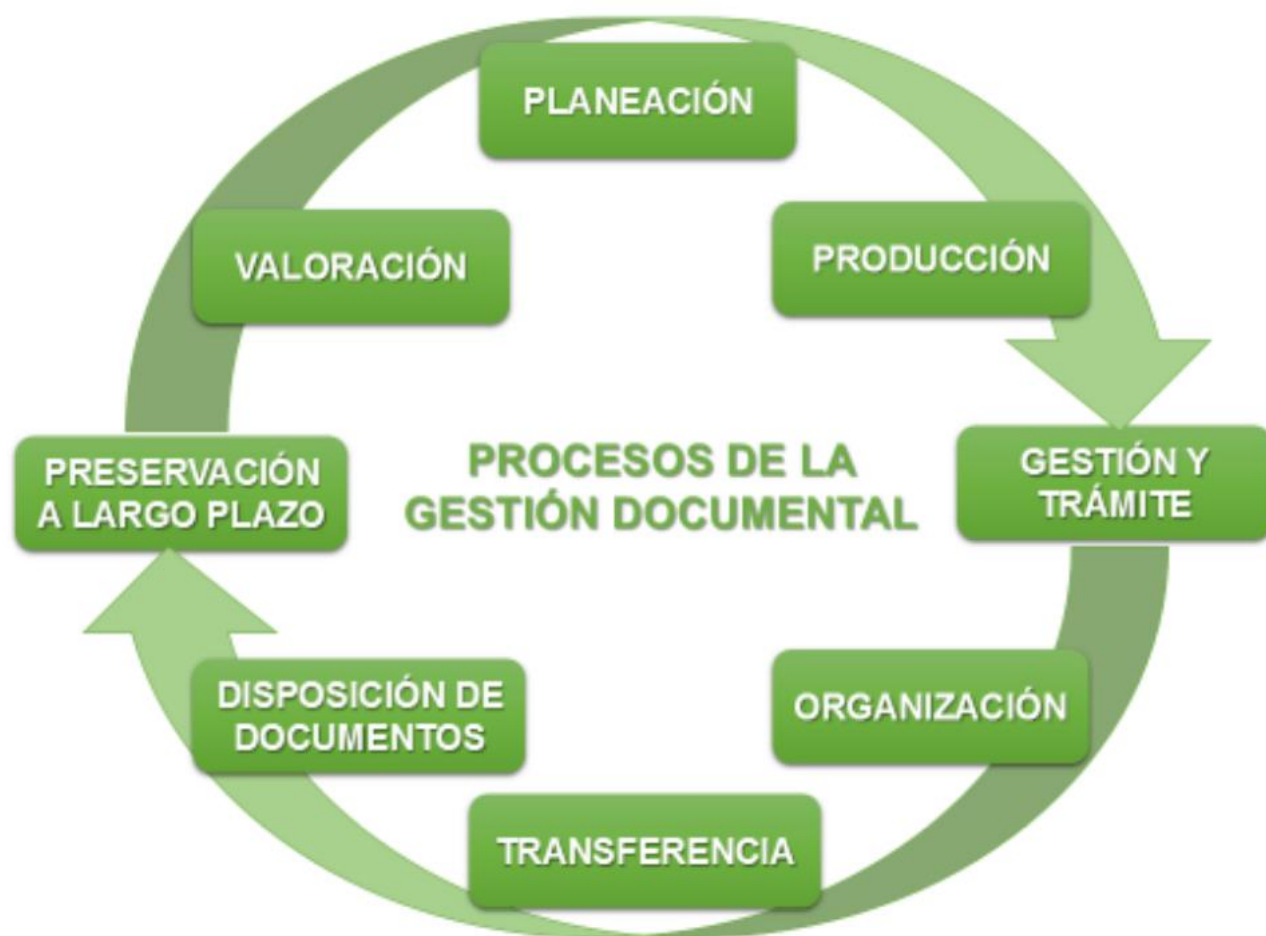 PLANEACIÓN
PRODUCCIÓN
GESTIÓN Y
TRÁMITE
ORGANIZACIÓN
TRANSFERENCIA
DISPOSICIÓN DE
DOCUMENTOS
PRESERVACIÓN
A LARGO PLAZO
VALORACIÓN
PROCESOS DE LA
GESTIÓN DOCUMENTAL